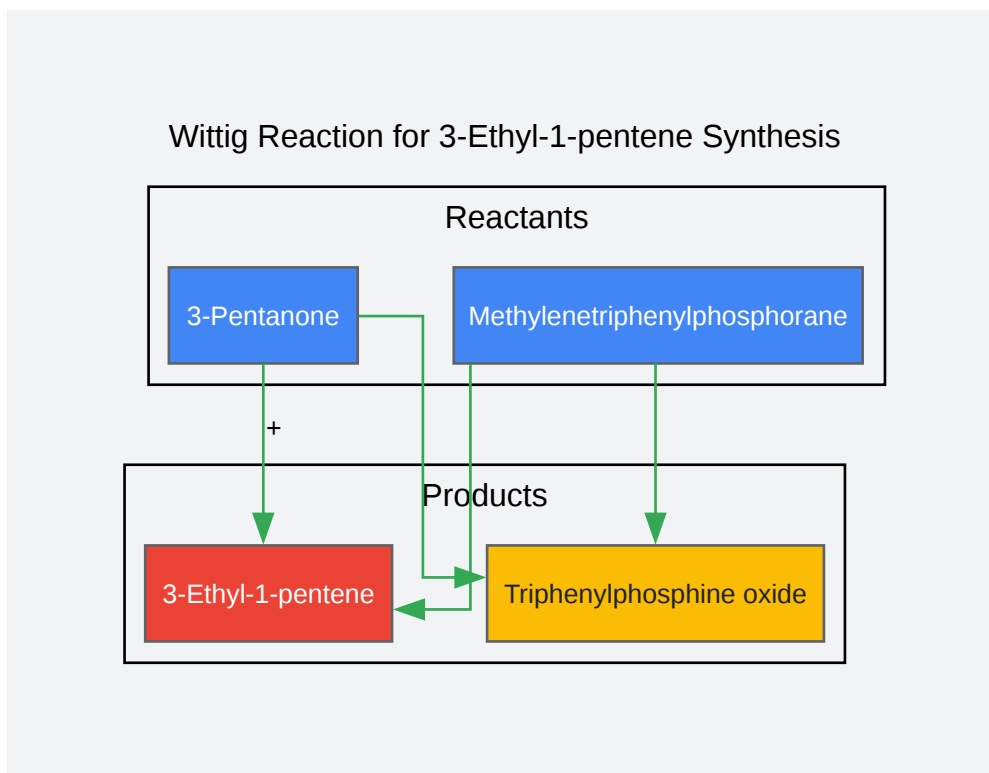 Wittig Reaction for 3-Ethyl-1-pentene Synthesis
Reactants
3-Pentanone
Methylenetriphenylphosphorane
+
Products
3-Ethyl-1-pentene
Triphenylphosphine oxide